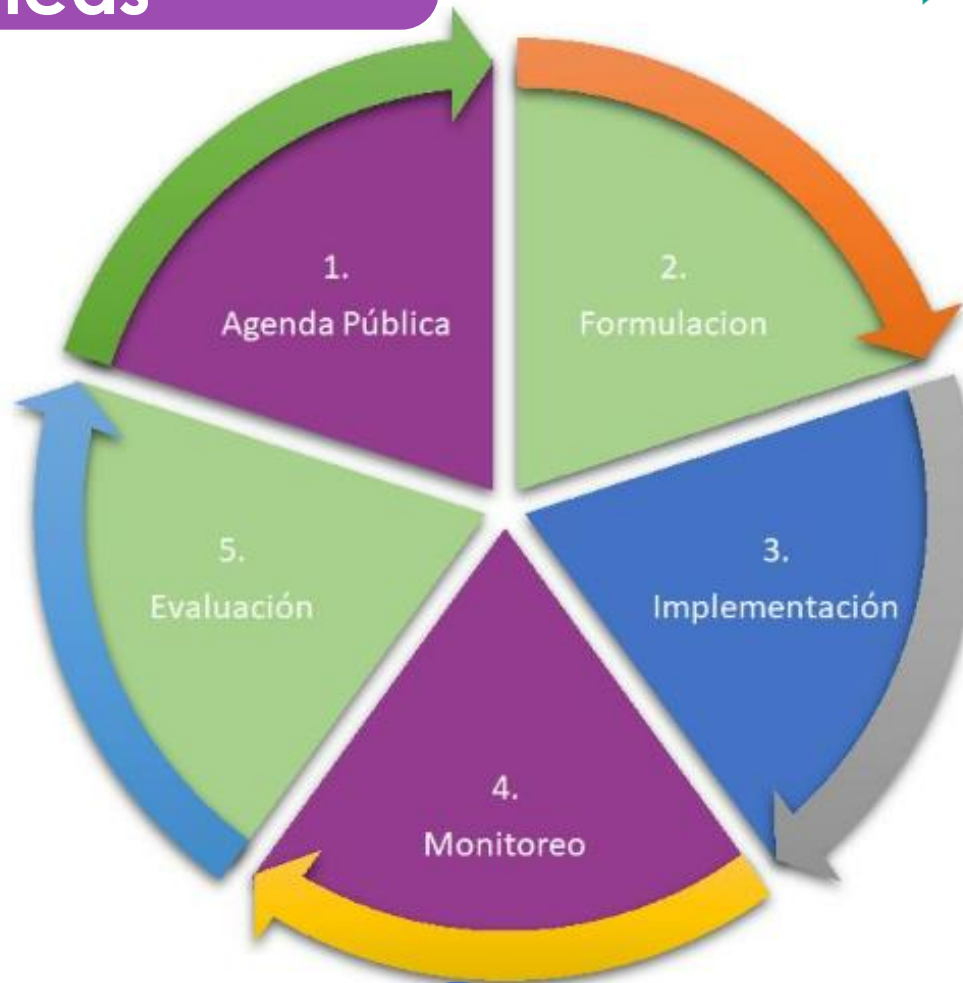 1.
Agenda Pública
2.
Formulacion
3.
Implementación
4.
Monitoreo
5.
Evaluación